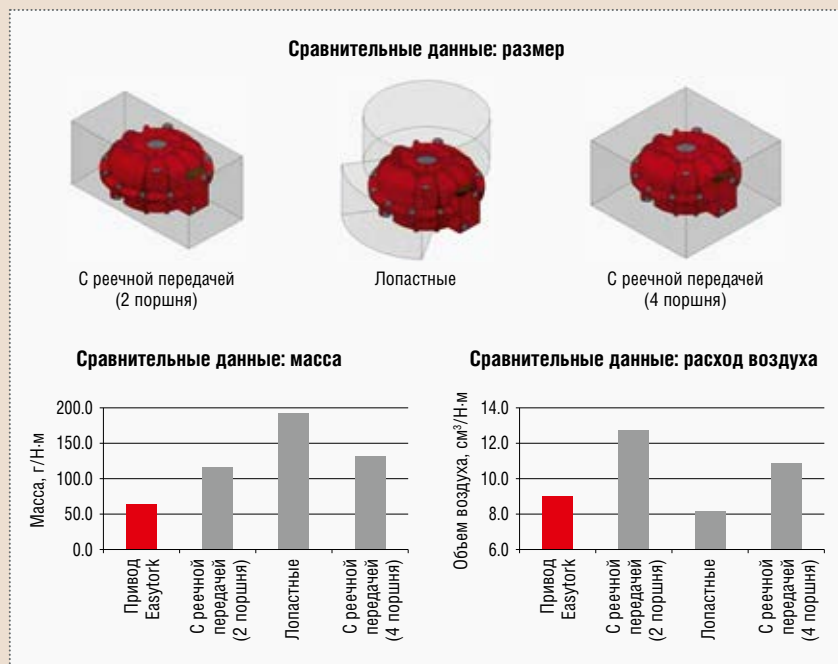 Сравнительные данные: размер
С реечной передачей
(2 поршня)
Лопастные
С реечной передачей
(4 поршня)
Сравнительные данные: масса
Масса, г/Н·м
200.0
150.0
100.0
50.0
0.0
Привод
Easytork
С реечной
передачей
(2 поршня)
Лопастные
С реечной
передачей
(4 поршня)
Сравнительные данные: расход воздуха
Объем воздуха, см³/Н·м
14.0
12.0
10.0
8.0
6.0
Привод
Easytork
С реечной
передачей
(2 поршня)
Лопастные
С реечной
передачей
(4 поршня)